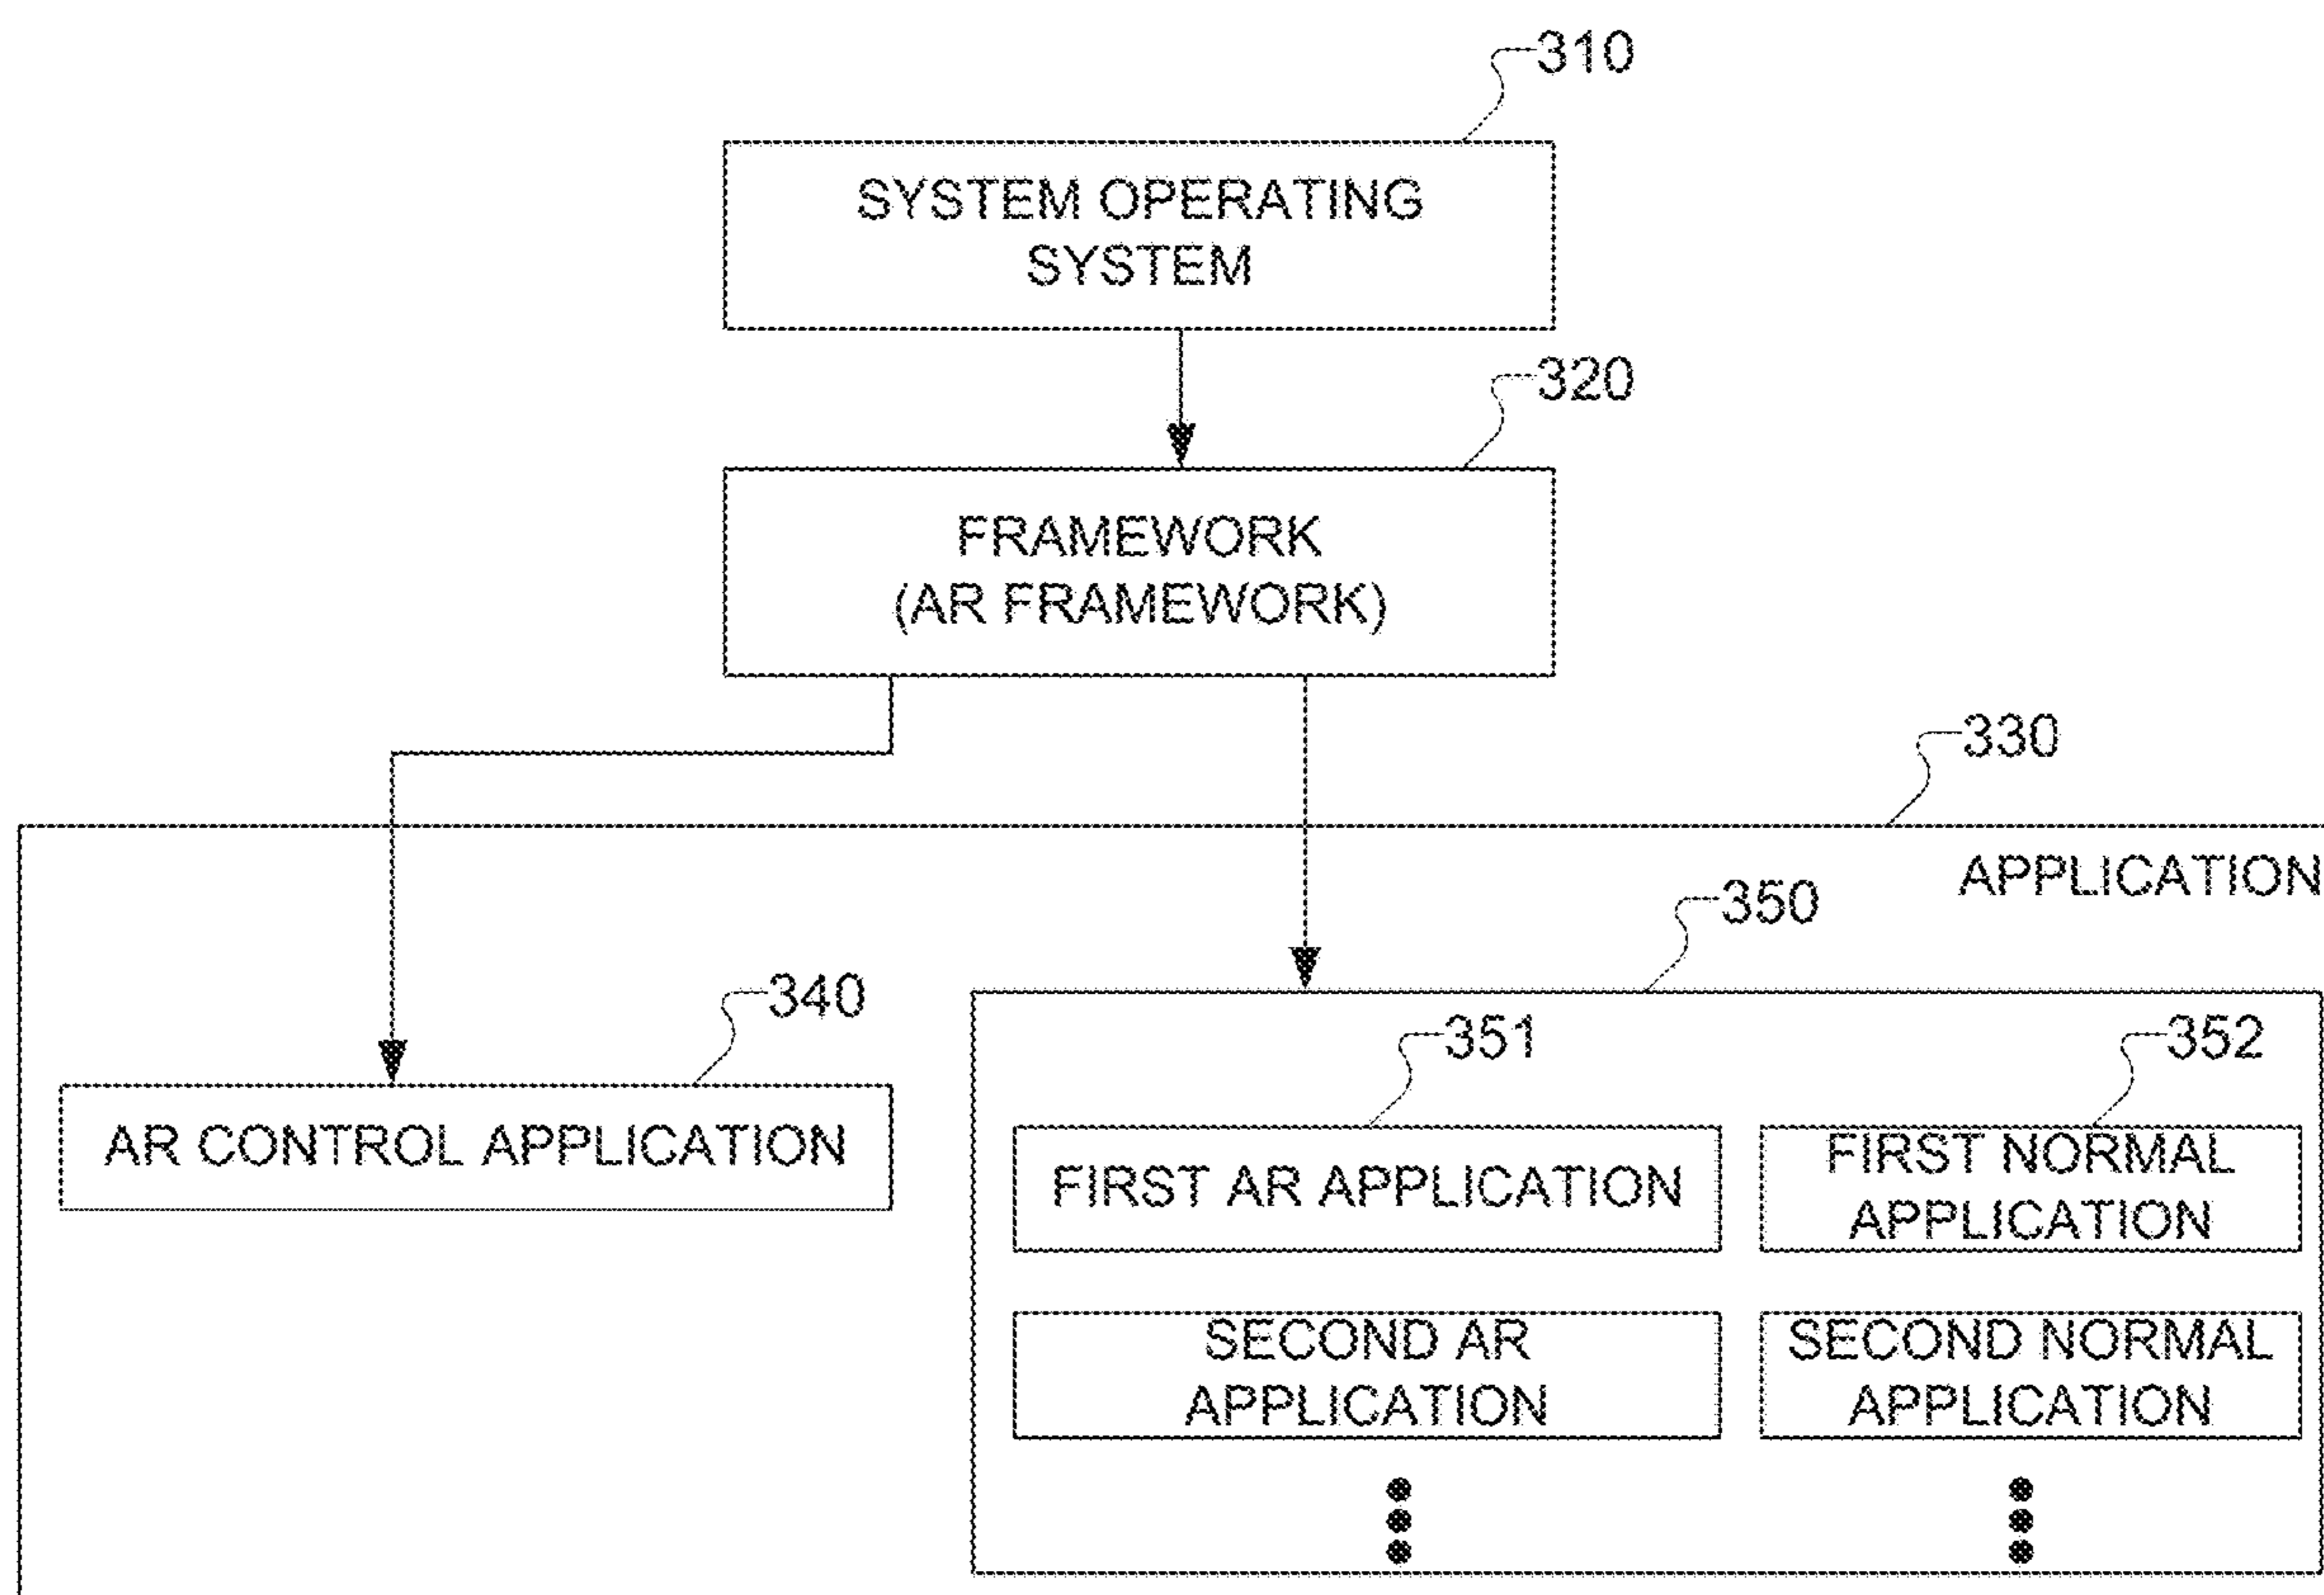 310
SYSTEM OPERATING
SYSTEM
320
FRAMEWORK
(AR FRAMEWORK)
330
APPLICATION
350
340
351
352
AR CONTROL APPLICATION
FIRST AR APPLICATION
FIRST NORMAL
APPLICATION
SECOND AR
APPLICATION
SECOND NORMAL
APPLICATION